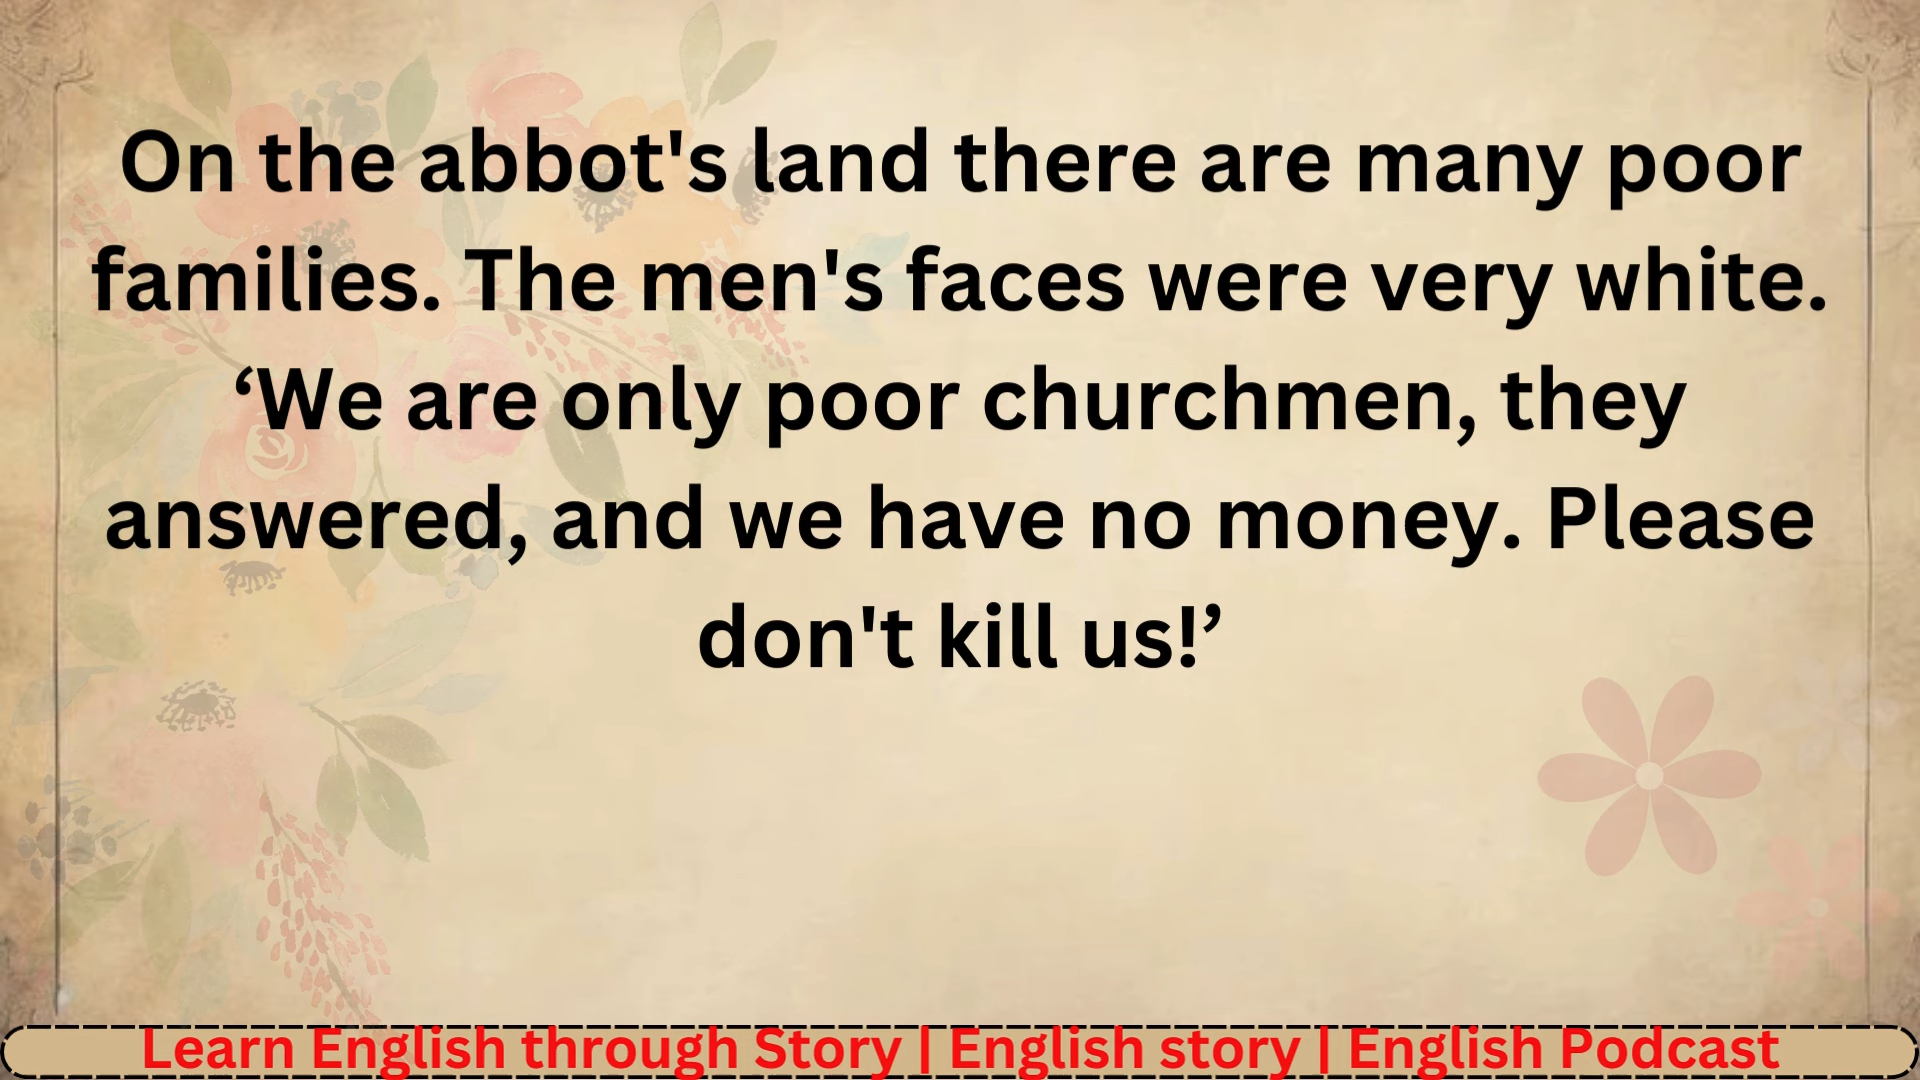 On the abbot's land there are many poor
families. The men's faces were very white.
‘We are only poor churchmen, they
answered, and we have no money. Please
don't kill us!’
Learn English through Story | English story | English Podcast